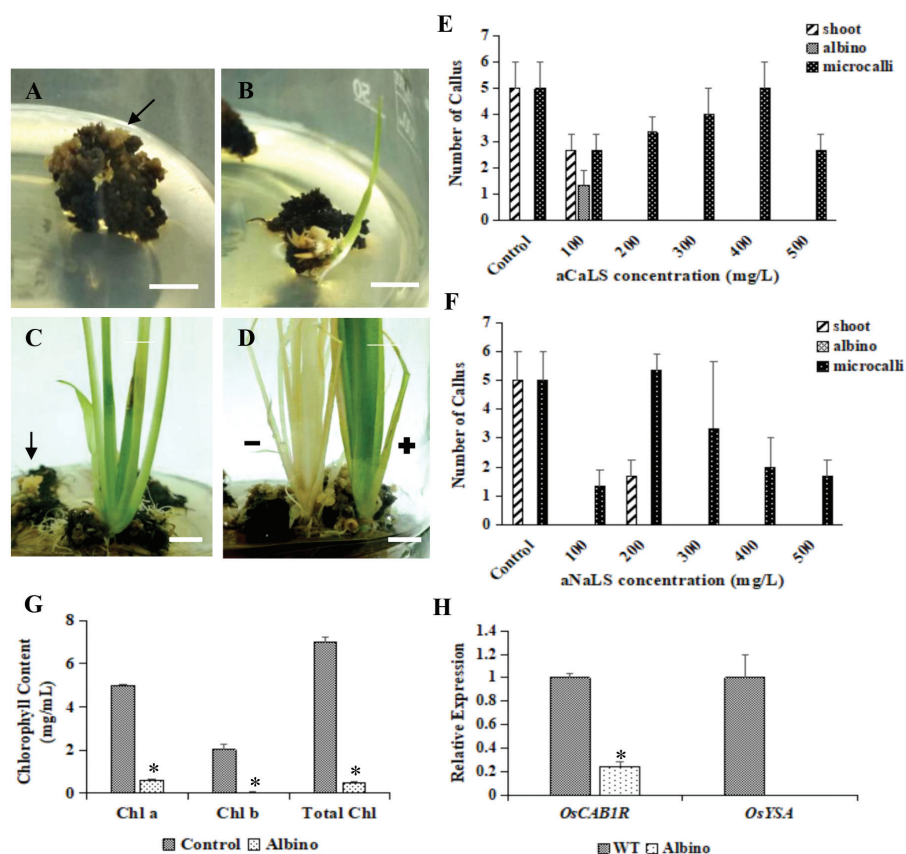 A
B
C
D
−
+
E
shoot
albino
microcalli
Number of Callus
7
6
5
4
3
2
1
0
Control
100
200
300
400
500
aCaLS concentration (mg/L)
F
shoot
albino
microcalli
Number of Callus
7
6
5
4
3
2
1
0
Control
100
200
300
400
500
aNaLS concentration (mg/L)
G
Chlorophyll Content
(mg/mL)
8
6
4
2
0
*
*
*
Chl a Chl b Total Chl
Control Albino
H
Relative Expression
1.4
1.2
1
0.8
0.6
0.4
0.2
0
*
OsCAB1R OsYSA
WT Albino